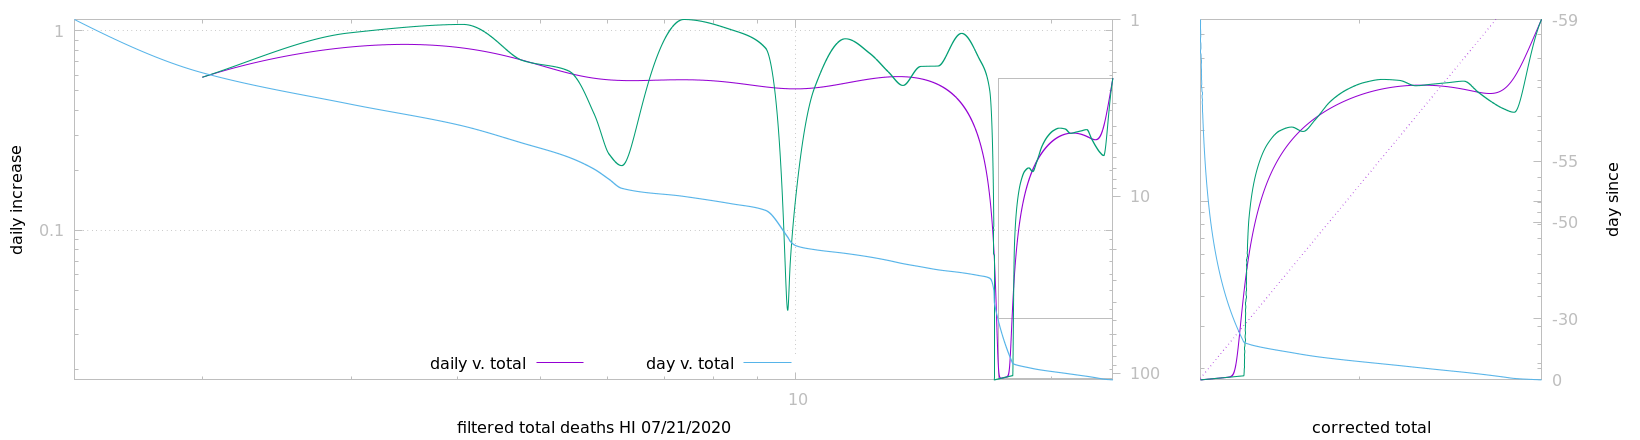 1
0.1
daily increase
daily v. total
day v. total
10
filtered total deaths HI 07/21/2020
1
10
100
-59
-55
-50
-30
0
day since
corrected total